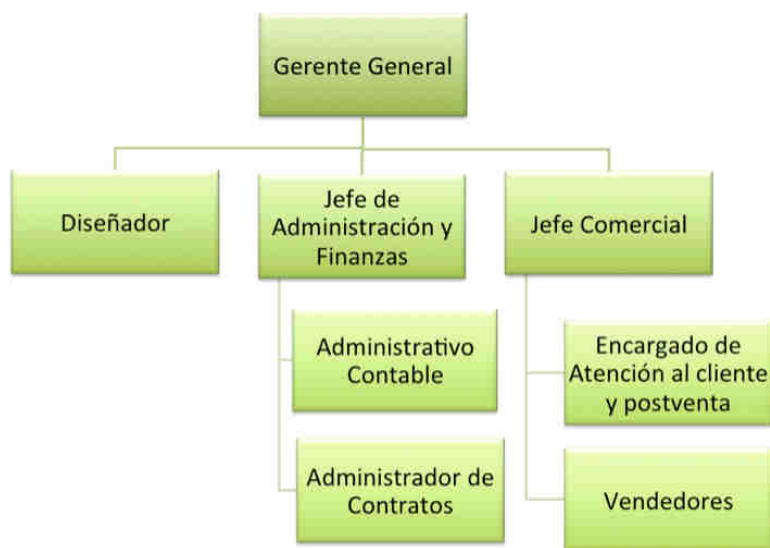 Gerente General
Diseñador
Jefe de
Administración y
Finanzas
Jefe Comercial
Administrativo
Contable
Encargado de
Atención al cliente
y postventa
Administrador de
Contratos
Vendedores